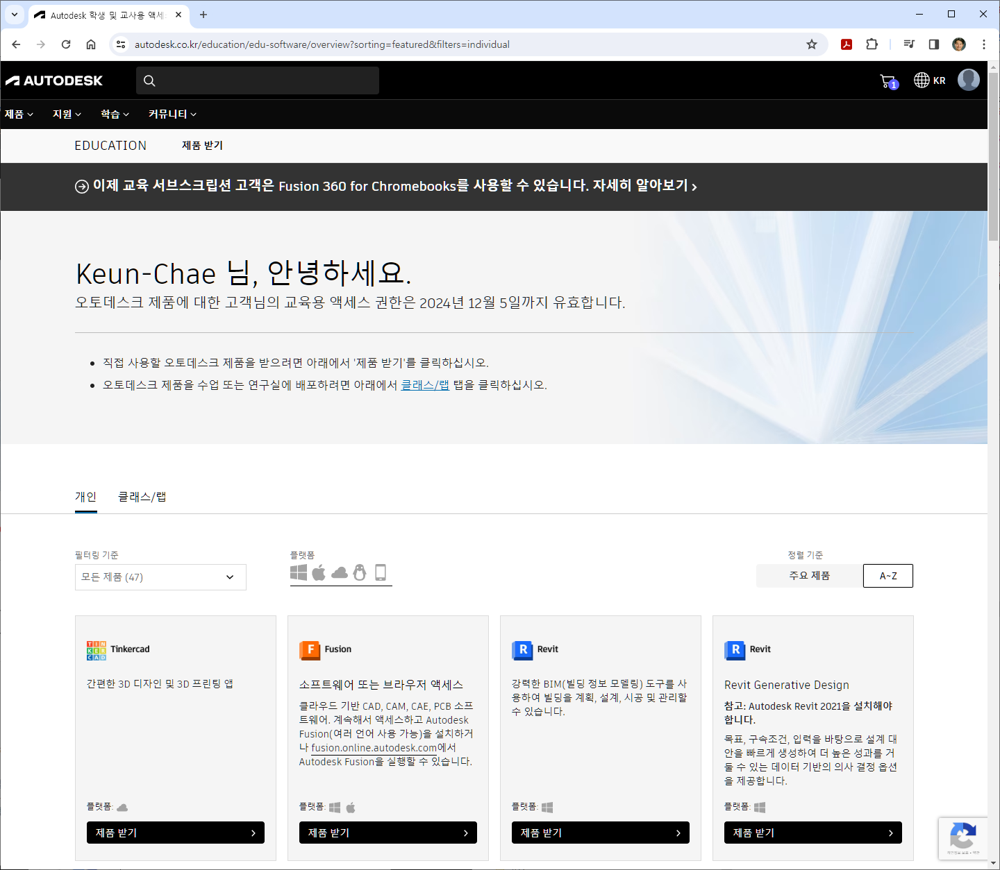 Autodesk 학생 및 교사용 액세
autodesk.co.kr/education/edu-software/overview?sorting=featured&filters=individual
AUTODESK
1
KR
제품
지원
학습
커뮤니티
EDUCATION
제품 받기
이제 교육 서브스크립션 고객은 Fusion 360 for Chromebooks를 사용할 수 있습니다. 자세히 알아보기
Keun-Chae 님, 안녕하세요.
오토데스크 제품에 대한 고객님의 교육용 액세스 권한은 2024년 12월 5일까지 유효합니다.
직접 사용할 오토데스크 제품을 받으려면 아래에서 '제품 받기'를 클릭하십시오.
오토데스크 제품을 수업 또는 연구실에 배포하려면 아래에서 클래스/랩 탭을 클릭하십시오.
개인
클래스/랩
필터링 기준
모든 제품 (47)
플랫폼
정렬 기준
주요 제품
A~Z
TINKERCAD
Tinkercad
간편한 3D 디자인 및 3D 프린팅 앱
플랫폼:
제품 받기
F
Fusion
소프트웨어 또는 브라우저 액세스
클라우드 기반 CAD, CAM, CAE, PCB 소프
트웨어. 계속해서 액세스하고 Autodesk
Fusion(여러 언어 사용 가능)을 설치하거
나 fusion.online.autodesk.com에서
Autodesk Fusion을 실행할 수 있습니다.
플랫폼:
제품 받기
R
Revit
강력한 BIM(빌딩 정보 모델링) 도구를 사
용하여 빌딩을 계획, 설계, 시공 및 관리할
수 있습니다.
플랫폼:
제품 받기
R
Revit
Revit Generative Design
참고: Autodesk Revit 2021을 설치해야
합니다.
목표, 구속조건, 입력을 바탕으로 설계 대
안을 빠르게 생성하여 더 높은 성과를 거
둘 수 있는 데이터 기반의 의사 결정 옵션
을 제공합니다.
플랫폼:
제품 받기